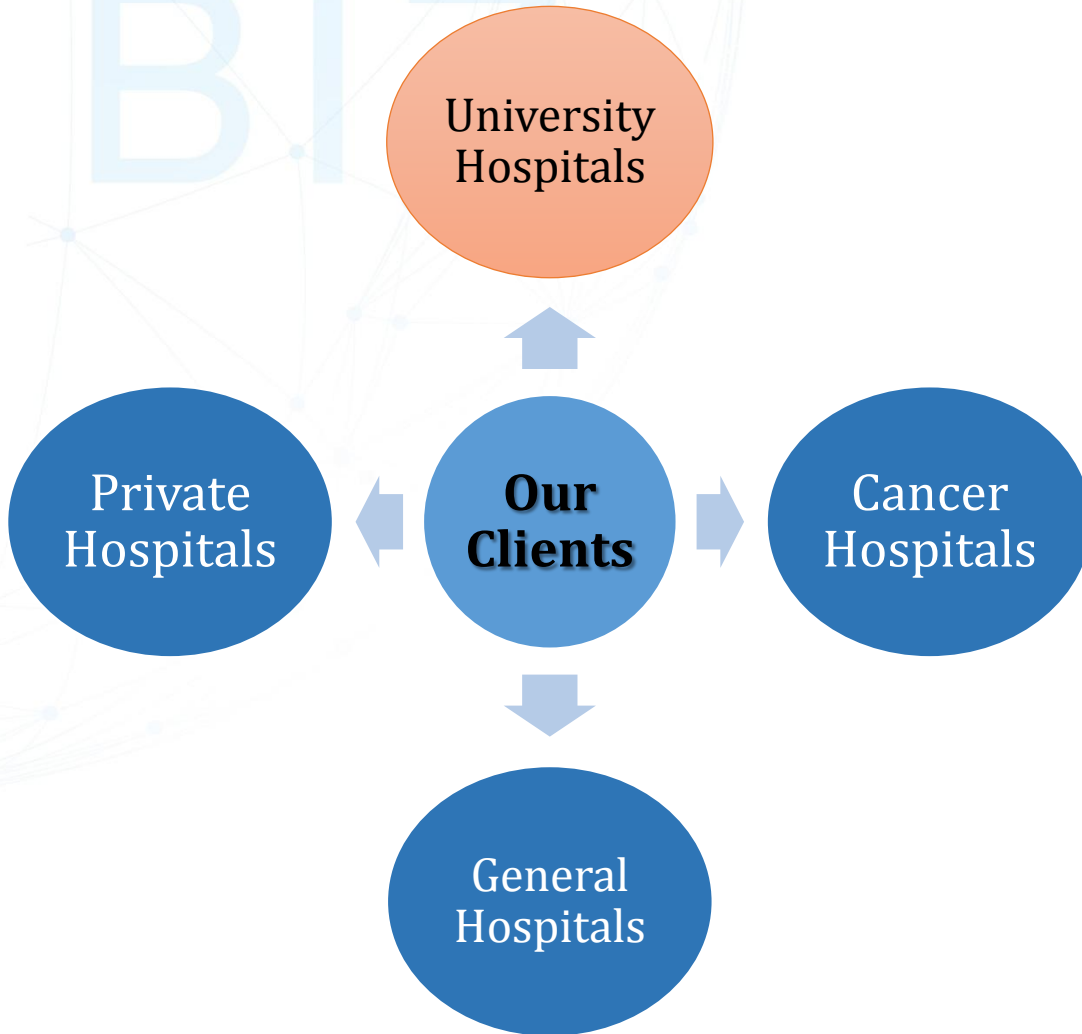 University
Hospitals
Private
Hospitals
Our
Clients
Cancer
Hospitals
General
Hospitals